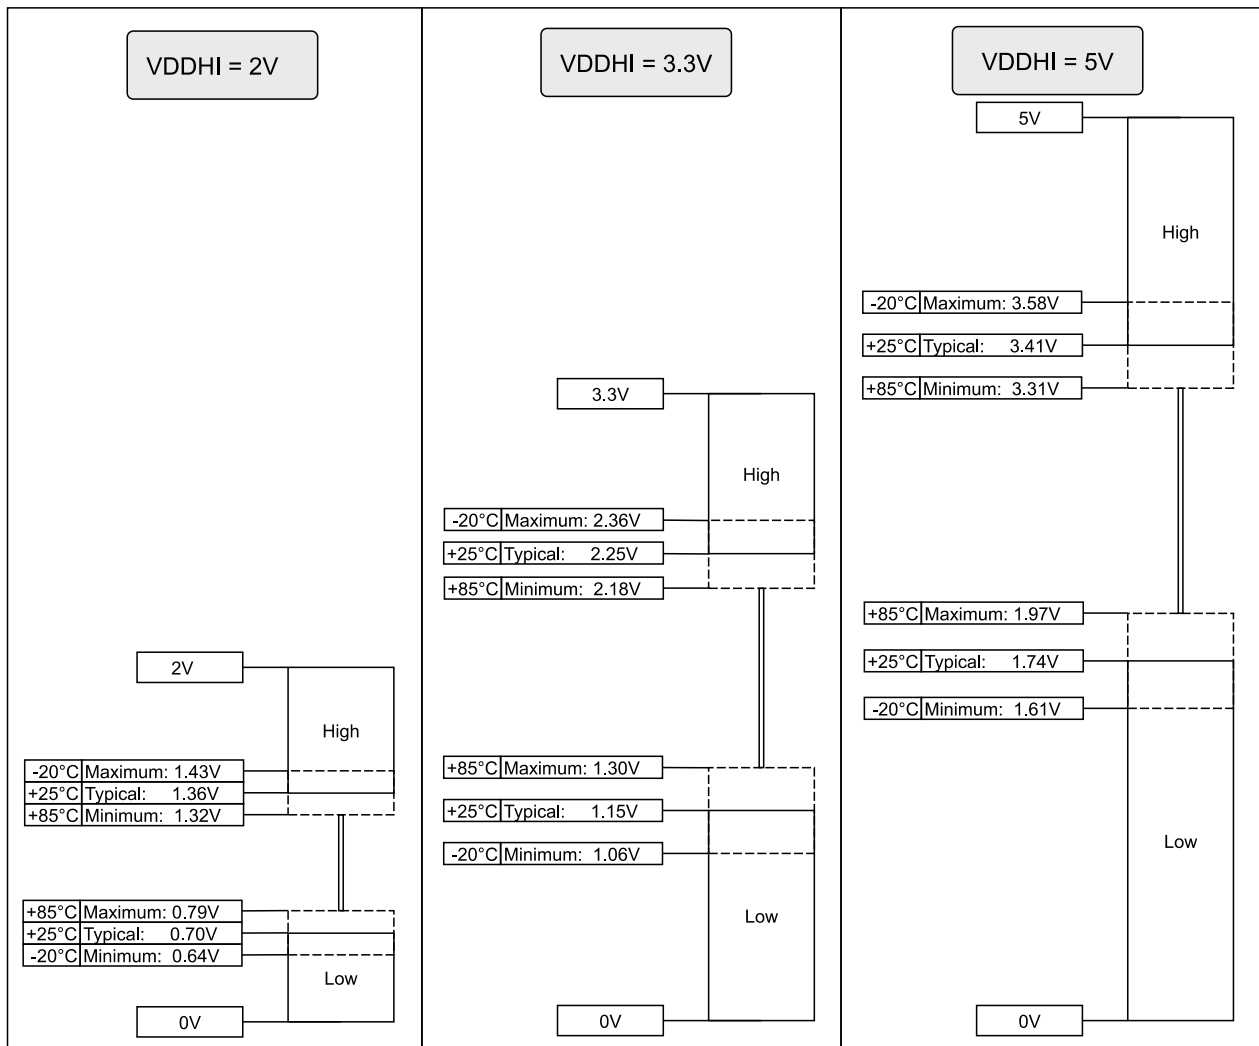 VDDHI = 2V
2V
High
-20°C Maximum: 1.43V
+25°C Typical: 1.36V
+85°C Minimum: 1.32V
+85°C Maximum: 0.79V
+25°C Typical: 0.70V
-20°C Minimum: 0.64V
Low
0V
VDDHI = 3.3V
3.3V
High
-20°C Maximum: 2.36V
+25°C Typical: 2.25V
+85°C Minimum: 2.18V
+85°C Maximum: 1.30V
+25°C Typical: 1.15V
-20°C Minimum: 1.06V
Low
0V
VDDHI = 5V
5V
High
-20°C Maximum: 3.58V
+25°C Typical: 3.41V
+85°C Minimum: 3.31V
+85°C Maximum: 1.97V
+25°C Typical: 1.74V
-20°C Minimum: 1.61V
Low
0V